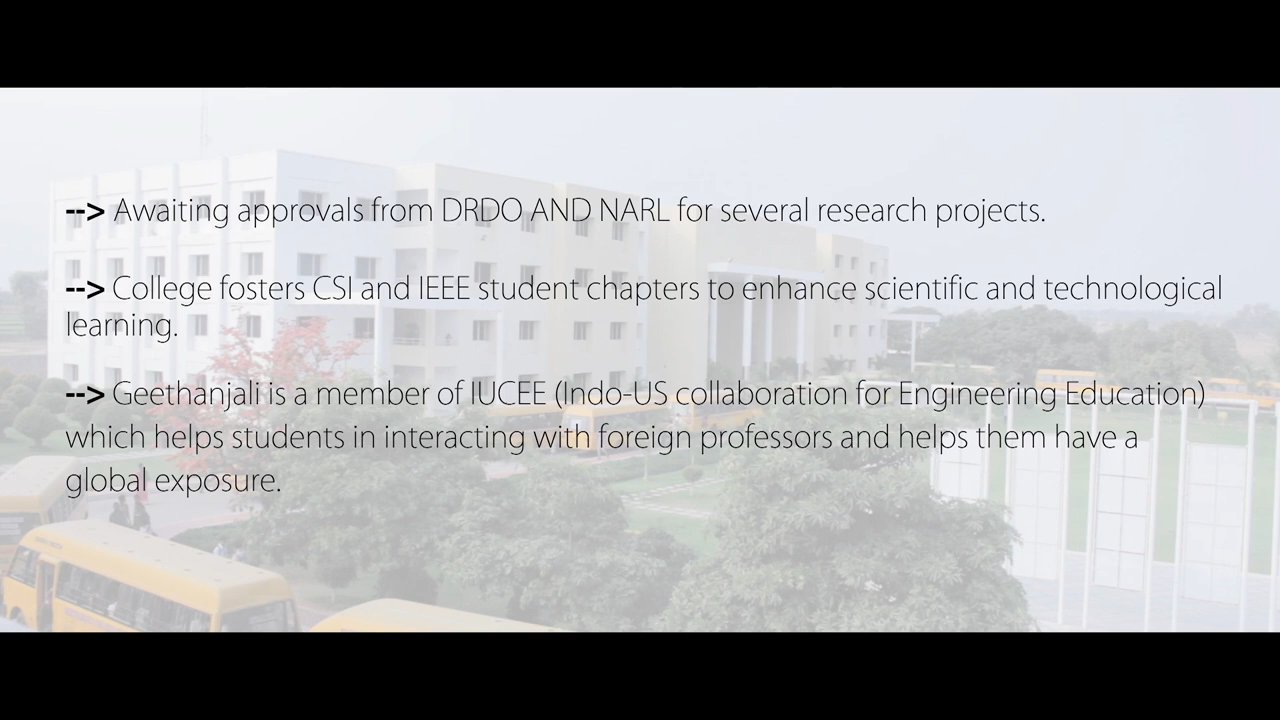 --> Awaiting approvals from DRDO AND NARL for several research projects.
--> College fosters CSI and IEEE student chapters to enhance scientific and technological
learning.
--> Geethanjali is a member of IUCEE (Indo-US collaboration for Engineering Education)
which helps students in interacting with foreign professors and helps them have a
global exposure.